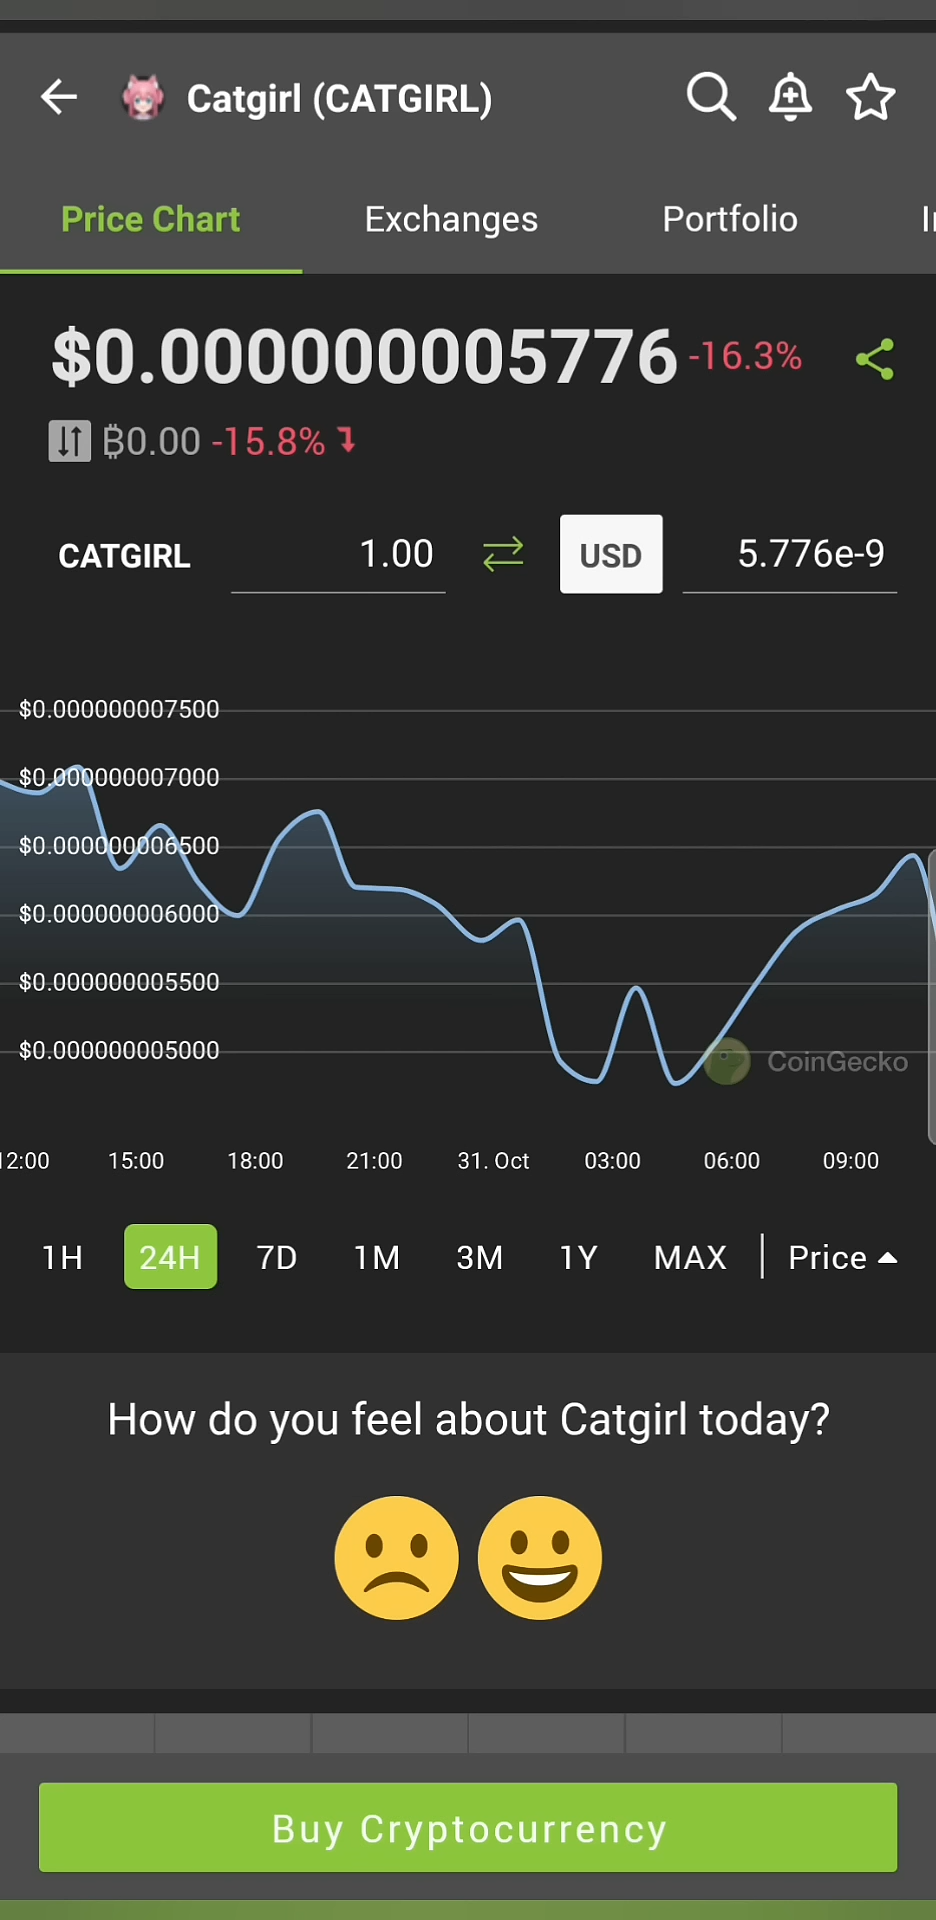 Catgirl (CATGIRL)
Price Chart Exchanges Portfolio
$0.000000005776 -16.3%
₿0.00 -15.8%
CATGIRL 1.00 USD 5.776e-9
$0.000000007500
$0.000000007000
$0.000000006500
$0.000000006000
$0.000000005500
$0.000000005000
CoinGecko
12:00 15:00 18:00 21:00 31. Oct 03:00 06:00 09:00
1H 24H 7D 1M 3M 1Y MAX | Price
How do you feel about Catgirl today?
Buy Cryptocurrency